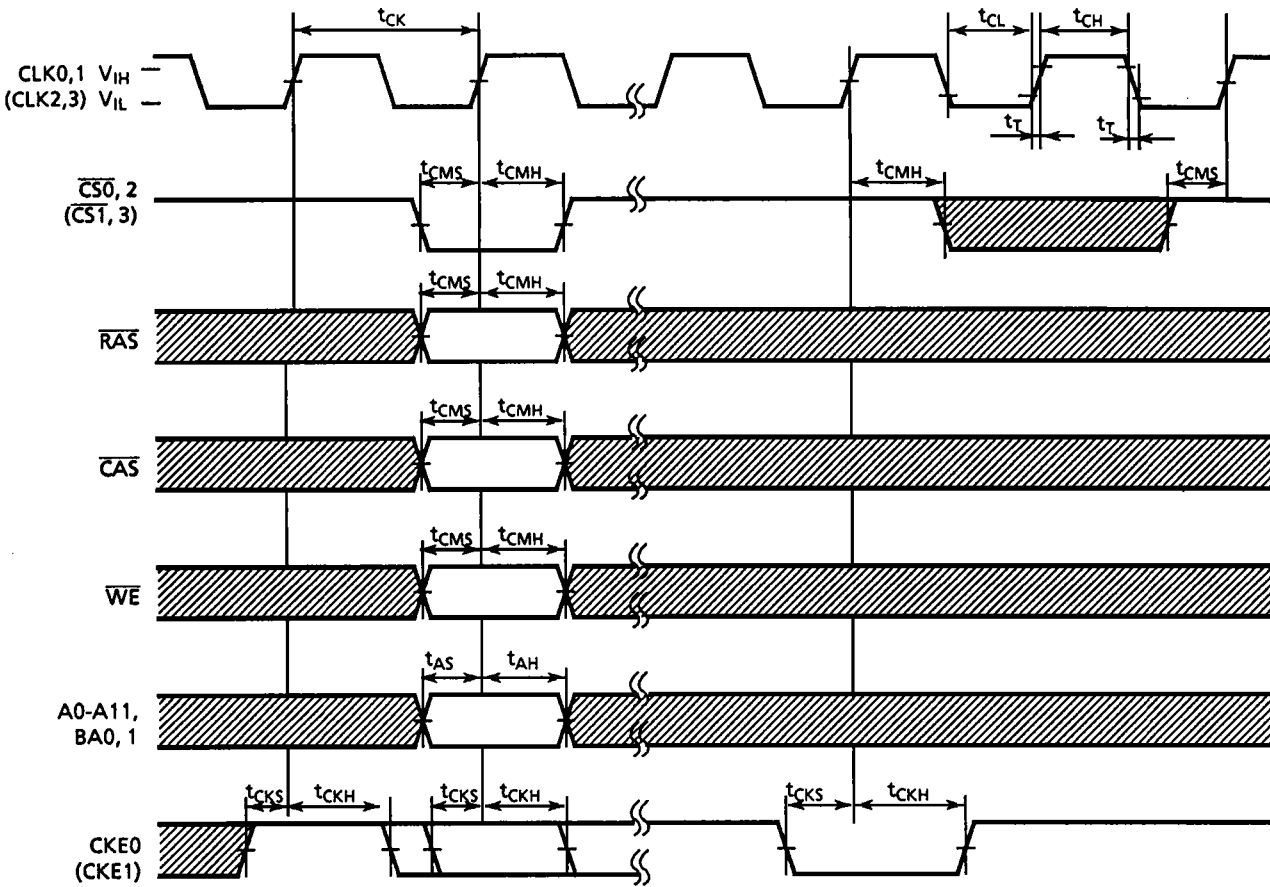 tCK
tCL
tCH
CLK0,1 VIH
(CLK2,3) VIL
tT
tT
tCMS
tCMH
tCMH
tCMS
CS0, 2
(CS1, 3)
tCMS
tCMH
RAS
tCMS
tCMH
CAS
tCMS
tCMH
WE
tAS
tAH
A0-A11,
BA0, 1
tCKS
tCKH
tCKS
tCKH
tCKS
tCKH
CKE0
(CKE1)